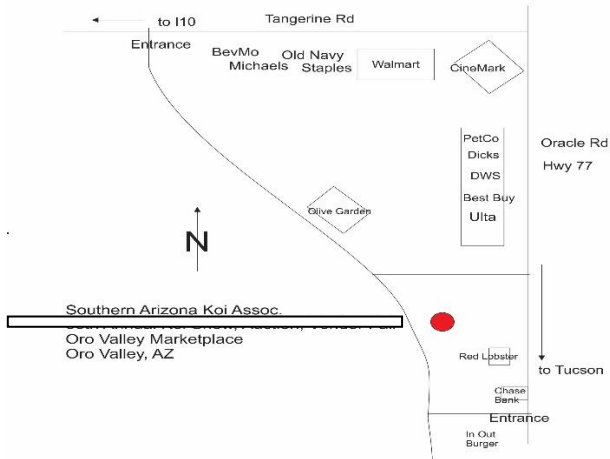 Tangerine Rd
to I10
Entrance
BevMo
Old Navy
Michaels
Staples
Walmart
CineMark
PetCo
Dicks
DWS
Best Buy
Ulta
Oracle Rd
Hwy 77
Olive Garden
N
Southern Arizona Koi Assoc.
Oro Valley Marketplace
Oro Valley, AZ
Red Lobster
to Tucson
Chase
Bank
Entrance
In Out
Burger